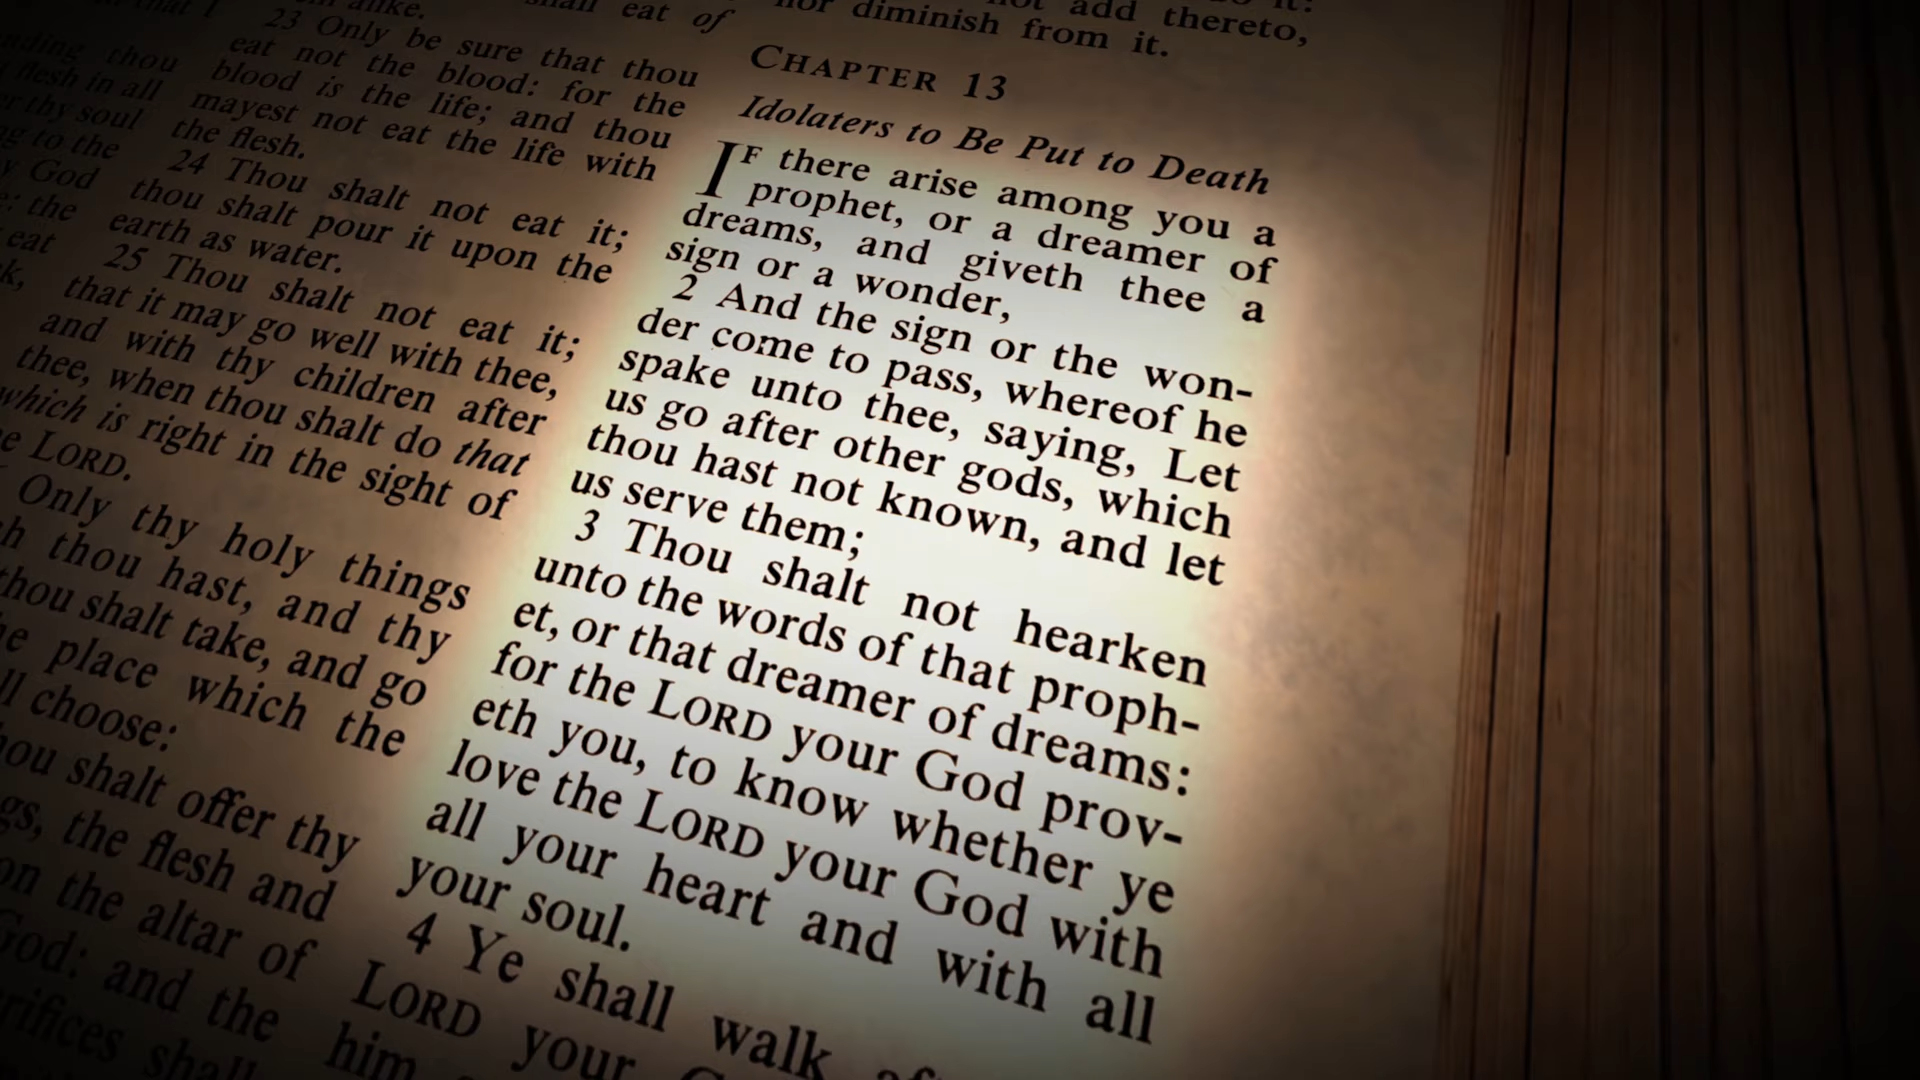 alike.
23 Only be sure that thou
eat not the blood: for the
blood is the life; and thou
mayest not eat the life with
the flesh.
24 Thou shalt not eat it;
thou shalt pour it upon the
earth as water.
25 Thou shalt not eat it;
that it may go well with thee,
and with thy children after
thee, when thou shalt do that
which is right in the sight of
LORD.
Only thy holy things
thou hast, and thy
thou shalt take, and go
place which the
choose:
thou shalt offer thy
the flesh and
on the altar of
God: and the
shall
eat of
nor diminish from it.
add thereto,
CHAPTER 13
Idolaters to Be Put to Death
IF there arise among you a
prophet, or a dreamer of
dreams, and giveth thee a
sign or a wonder,
2 And the sign or the won-
der come to pass, whereof he
spake unto thee, saying, Let
us go after other gods, which
thou hast not known, and let
us serve them;
3 Thou shalt not hearken
unto the words of that proph-
et, or that dreamer of dreams:
for the LORD your God prov-
eth you, to know whether ye
love the LORD your God with
all your heart and with all
your soul.
4 Ye shall walk
LORD your
him